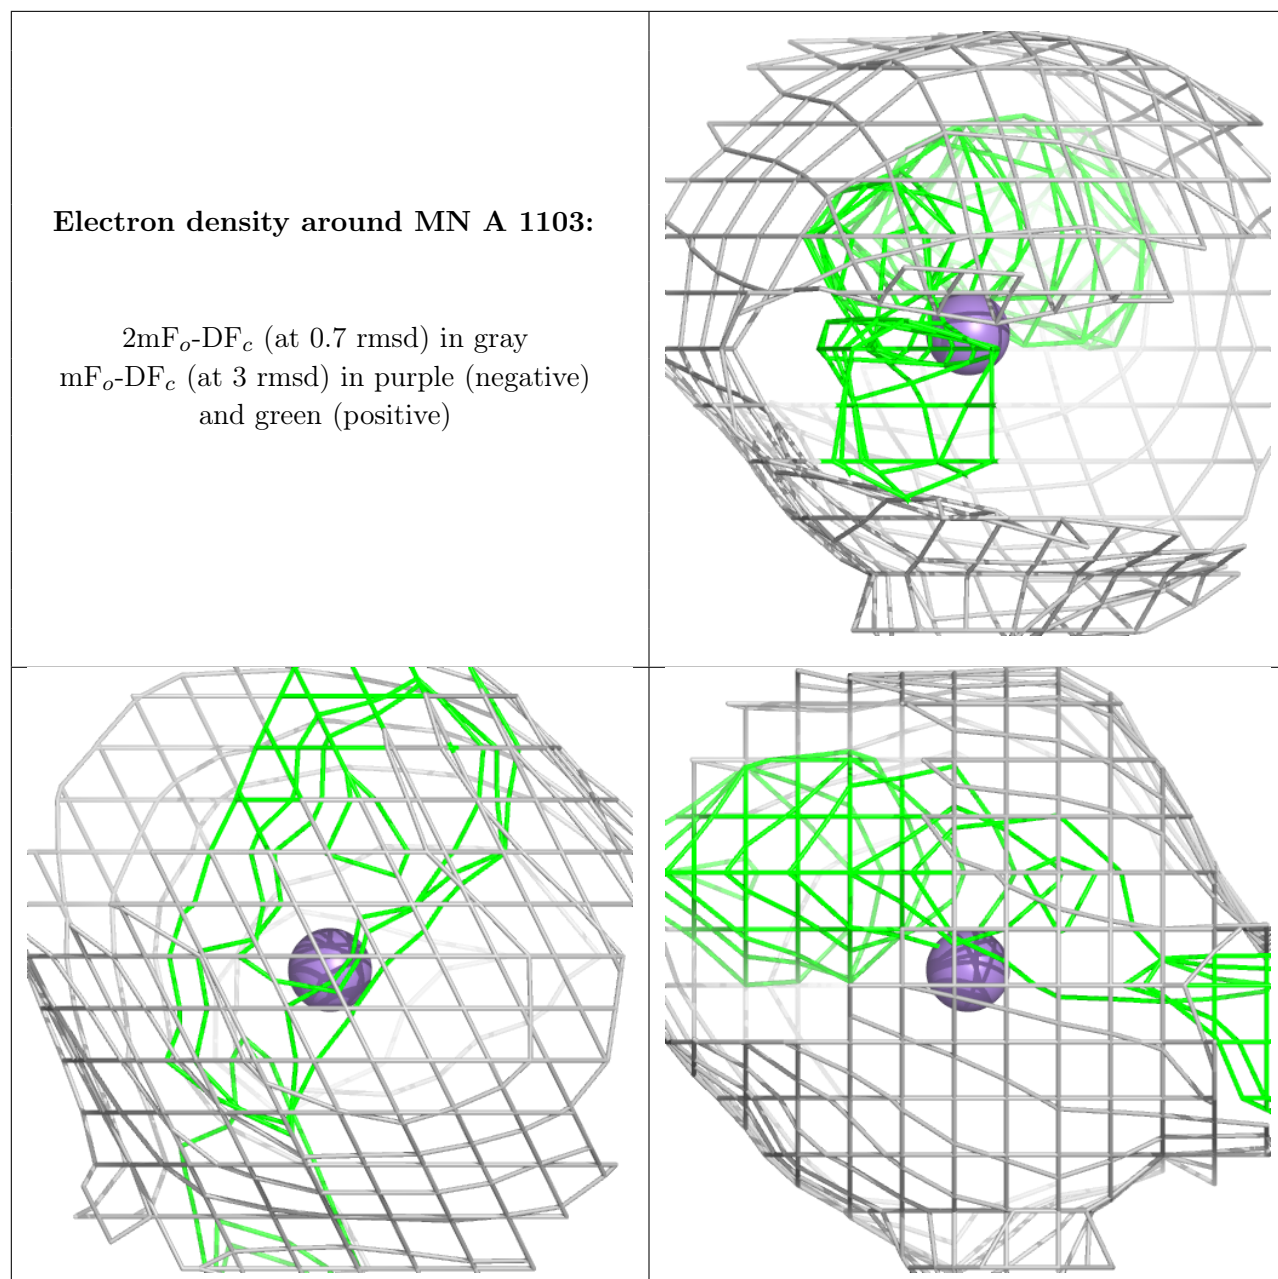 Electron density around MN A 1103:
2mFo-DFc (at 0.7 rmsd) in gray
mFo-DFc (at 3 rmsd) in purple (negative)
and green (positive)